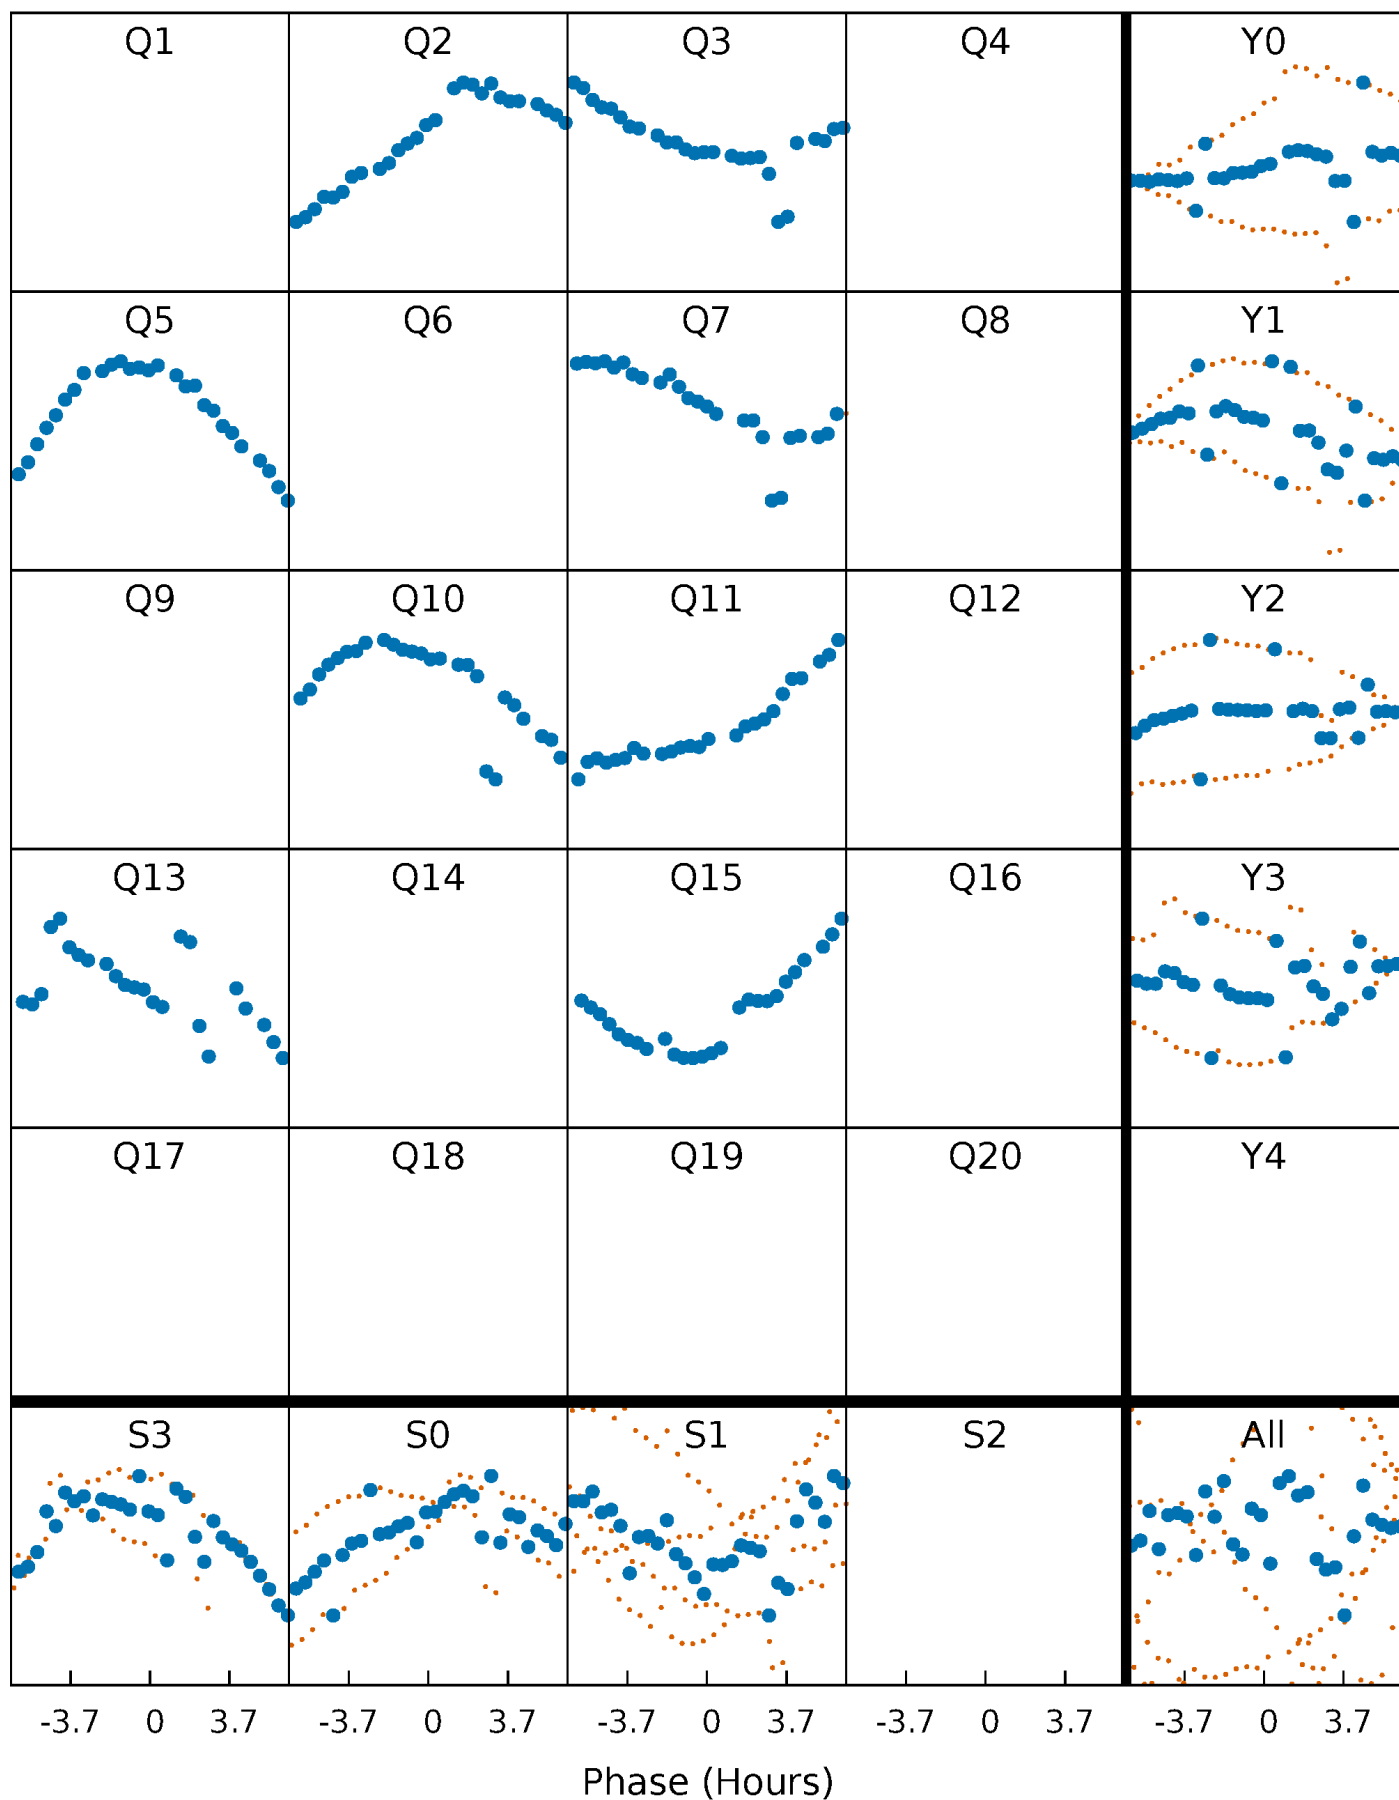 Q1 Q2 Q3 Q4 Y0
Q5 Q6 Q7 Q8 Y1
Q9 Q10 Q11 Q12 Y2
Q13 Q14 Q15 Q16 Y3
Q17 Q18 Q19 Q20 Y4
S3 S0 S1 S2 All
-3.7 0 3.7 -3.7 0 3.7 -3.7 0 3.7 -3.7 0 3.7 -3.7 0 3.7
Phase (Hours)